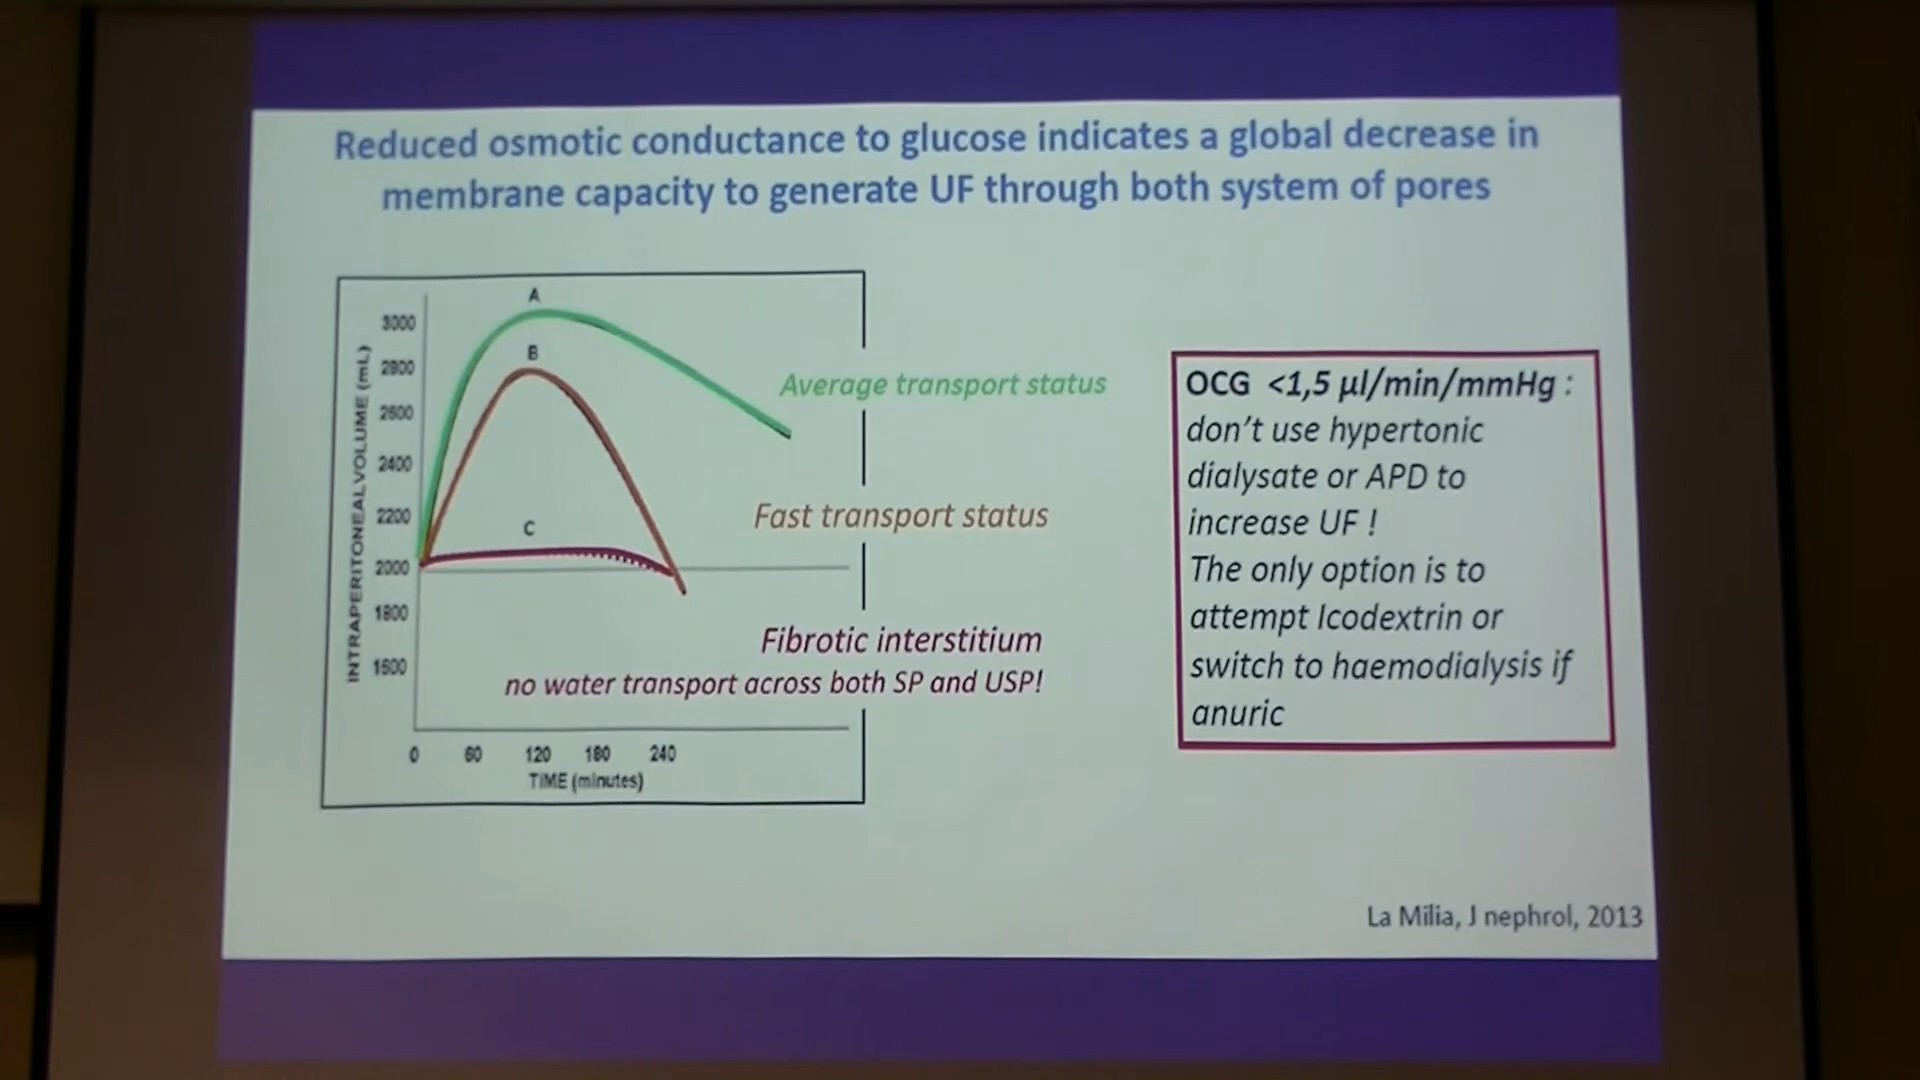 Reduced osmotic conductance to glucose indicates a global decrease in
membrane capacity to generate UF through both system of pores
INTRAPERITONEALVOLUME (mL)
3000
2800
2600
2400
2200
2000
1800
1600
A
B
C
Average transport status
Fast transport status
Fibrotic interstitium
no water transport across both SP and USP!
0 60 120 180 240
TIME (minutes)
OCG <1,5 µl/min/mmHg :
don't use hypertonic
dialysate or APD to
increase UF !
The only option is to
attempt Icodextrin or
switch to haemodialysis if
anuric
La Milia, J nephrol, 2013